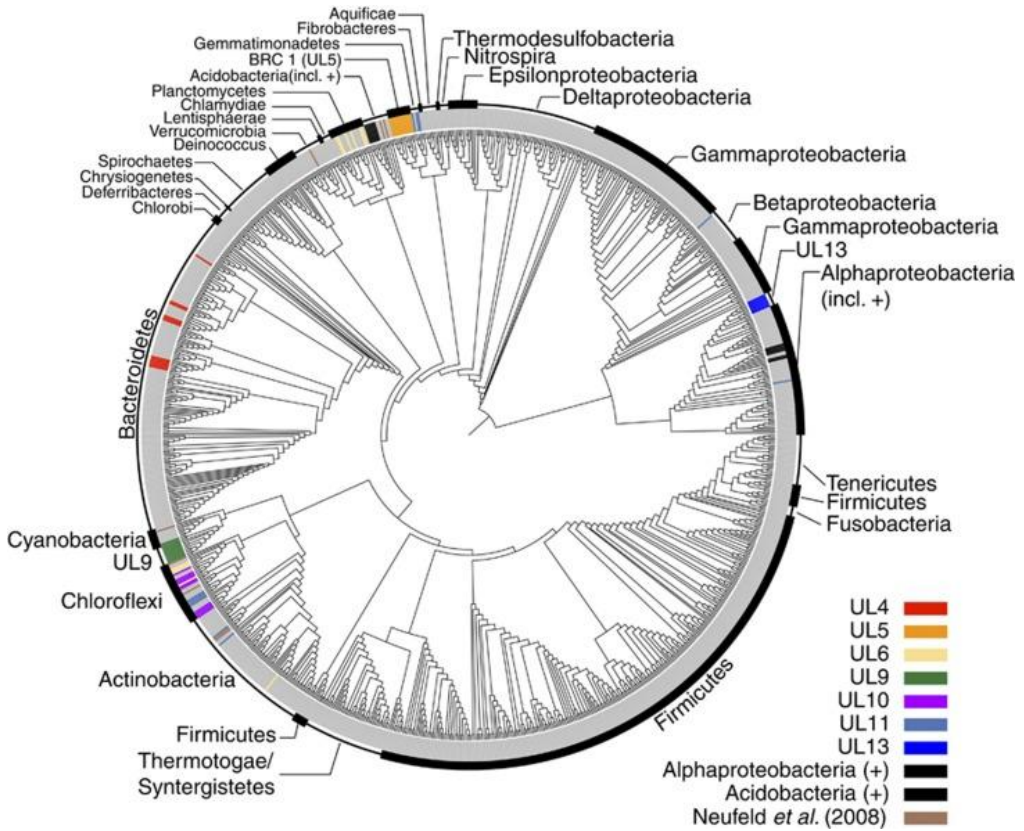 Aquificae
Fibrobacteres
Gemmatimonadetes
BRC 1 (UL5)
Acidobacteria(incl. +)
Planctomycetes
Chlamydiae
Lentisphaerae
Verrucomicrobia
Deinococcus
Spirochaetes
Chrysiogenetes
Deferribacteres
Chlorobi
Thermodesulfobacteria
Nitrospira
Epsilonproteobacteria
Deltaproteobacteria
Gammaproteobacteria
Betaproteobacteria
Gammaproteobacteria
UL13
Alphaproteobacteria
(incl. +)
Bacteroidetes
Tenericutes
Firmicutes
Fusobacteria
Cyanobacteria
UL9
Chloroflexi
Actinobacteria
Firmicutes
Thermotogae/
Syntergistetes
Firmicutes
UL4
UL5
UL6
UL9
UL10
UL11
UL13
Alphaproteobacteria (+)
Acidobacteria (+)
Neufeld et al. (2008)